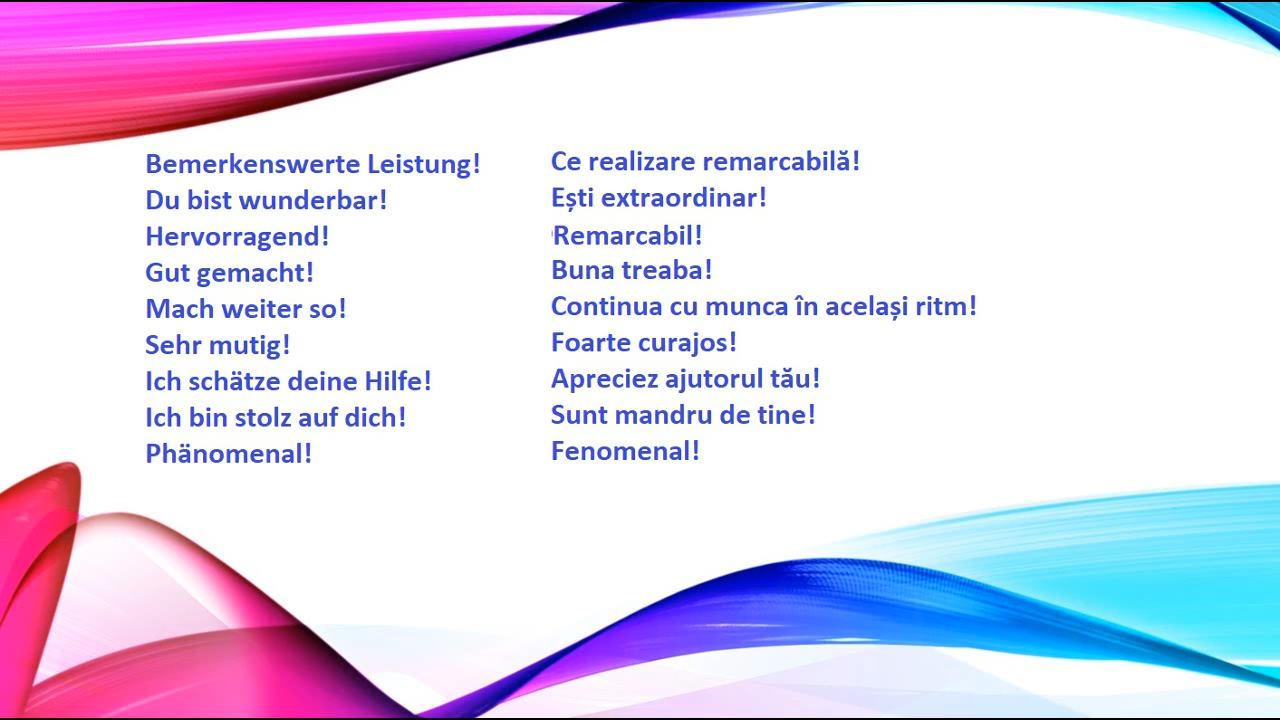 Bemerkenswerte Leistung!
Du bist wunderbar!
Hervorragend!
Gut gemacht!
Mach weiter so!
Sehr mutig!
Ich schätze deine Hilfe!
Ich bin stolz auf dich!
Phänomenal!
Ce realizare remarcabilă!
Ești extraordinar!
Remarcabil!
Buna treaba!
Continua cu munca în același ritm!
Foarte curajos!
Apreciez ajutorul tău!
Sunt mandru de tine!
Fenomenal!